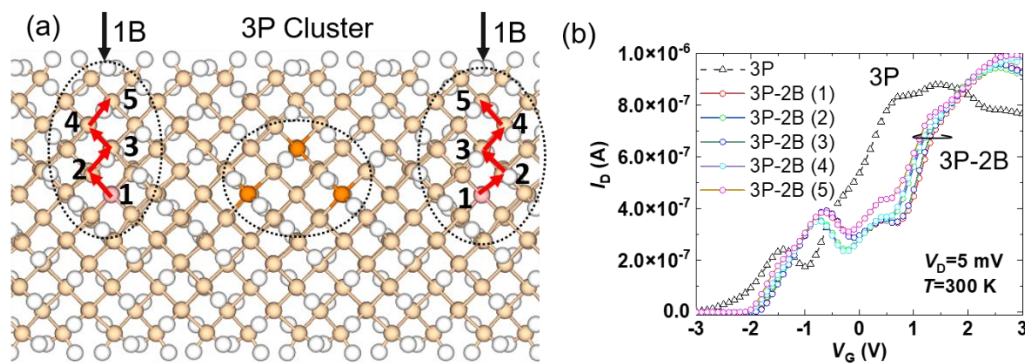 (a)
1B
3P Cluster
1B
5
4
3
2
1
5
4
3
2
1
(b)
1.0×10⁻⁶
8.0×10⁻⁷
6.0×10⁻⁷
4.0×10⁻⁷
2.0×10⁻⁷
0.0
I_D (A)
3P
3P-2B (1)
3P-2B (2)
3P-2B (3)
3P-2B (4)
3P-2B (5)
3P
3P-2B
V_D=5 mV
T=300 K
-3 -2 -1 0 1 2 3
V_G (V)